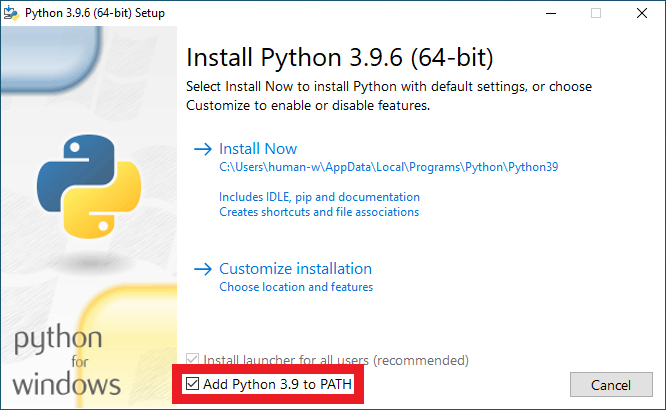 Python 3.9.6 (64-bit) Setup
Install Python 3.9.6 (64-bit)
Select Install Now to install Python with default settings, or choose
Customize to enable or disable features.
Install Now
C:\Users\human-w\AppData\Local\Programs\Python\Python39
Includes IDLE, pip and documentation
Creates shortcuts and file associations
Customize installation
Choose location and features
python
for
windows
Install launcher for all users (recommended)
Add Python 3.9 to PATH
Cancel